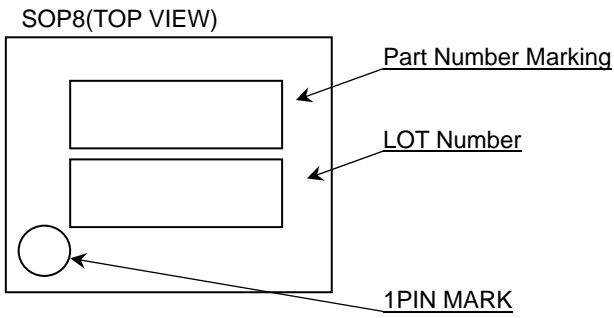 SOP8(TOP VIEW)
Part Number Marking
LOT Number
1PIN MARK